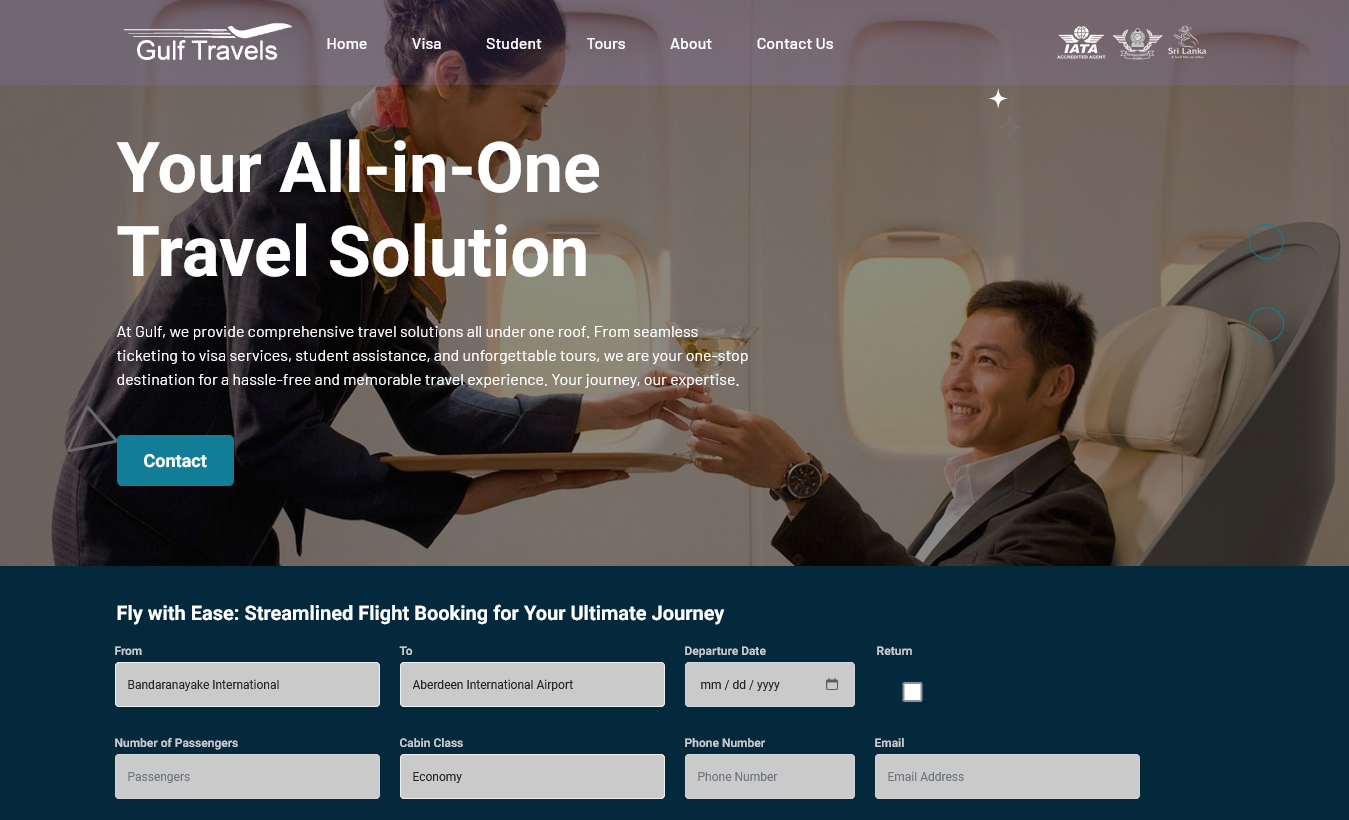 Gulf Travels
Home Visa Student Tours About Contact Us
IATA
ACCREDITED AGENT
Sri Lanka
Your All-in-One
Travel Solution
At Gulf, we provide comprehensive travel solutions all under one roof. From seamless
ticketing to visa services, student assistance, and unforgettable tours, we are your one-stop
destination for a hassle-free and memorable travel experience. Your journey, our expertise.
Contact
Fly with Ease: Streamlined Flight Booking for Your Ultimate Journey
From To Departure Date Return
Bandaranayake International Aberdeen International Airport mm / dd / yyyy
Number of Passengers Cabin Class Phone Number Email
Passengers Economy Phone Number Email Address